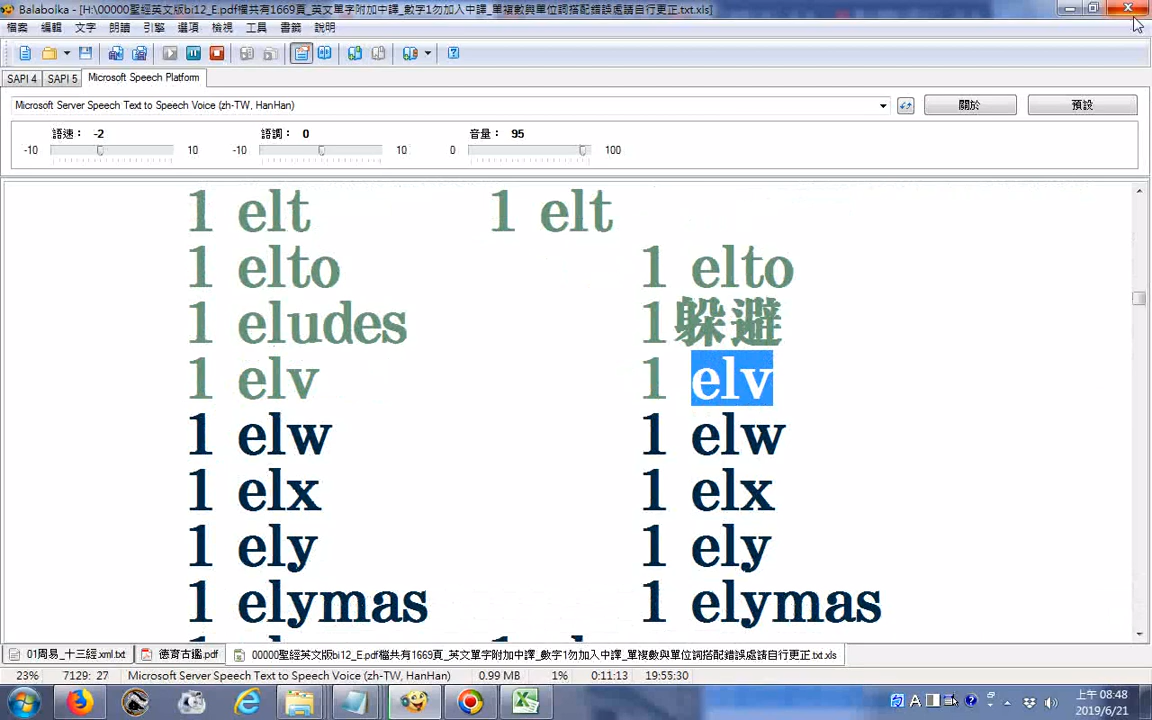 Balabolka - [H:\00000聖經英文版bi12_E.pdf檔共有1669頁_英文單字附加中譯_數字1勿加入中譯_單複數與單位詞搭配錯誤處請自行更正.txt.xls]
檔案 編輯 文字 朗讀 引擎 選項 檢視 工具 書籤 說明
SAPI 4 SAPI 5 Microsoft Speech Platform
Microsoft Server Speech Text to Speech Voice (zh-TW, HanHan) 關於 預設
語速： -2 語調： 0 音量： 95
-10 10 -10 10 0 100
1 elt 1 elt
1 elto 1 elto
1 eludes 1躲避
1 elv 1 elv
1 elw 1 elw
1 elx 1 elx
1 ely 1 ely
1 elymas 1 elymas
01周易_十三經.xml.txt 德育古鑑.pdf 00000聖經英文版bi12_E.pdf檔共有1669頁_英文單字附加中譯_數字1勿加入中譯_單複數與單位詞搭配錯誤處請自行更正.txt.xls
23% 7129: 27 Microsoft Server Speech Text to Speech Voice (zh-TW, HanHan) 0.99 MB 1% 0:11:13 19:55:30
上午 08:48
2019/6/21